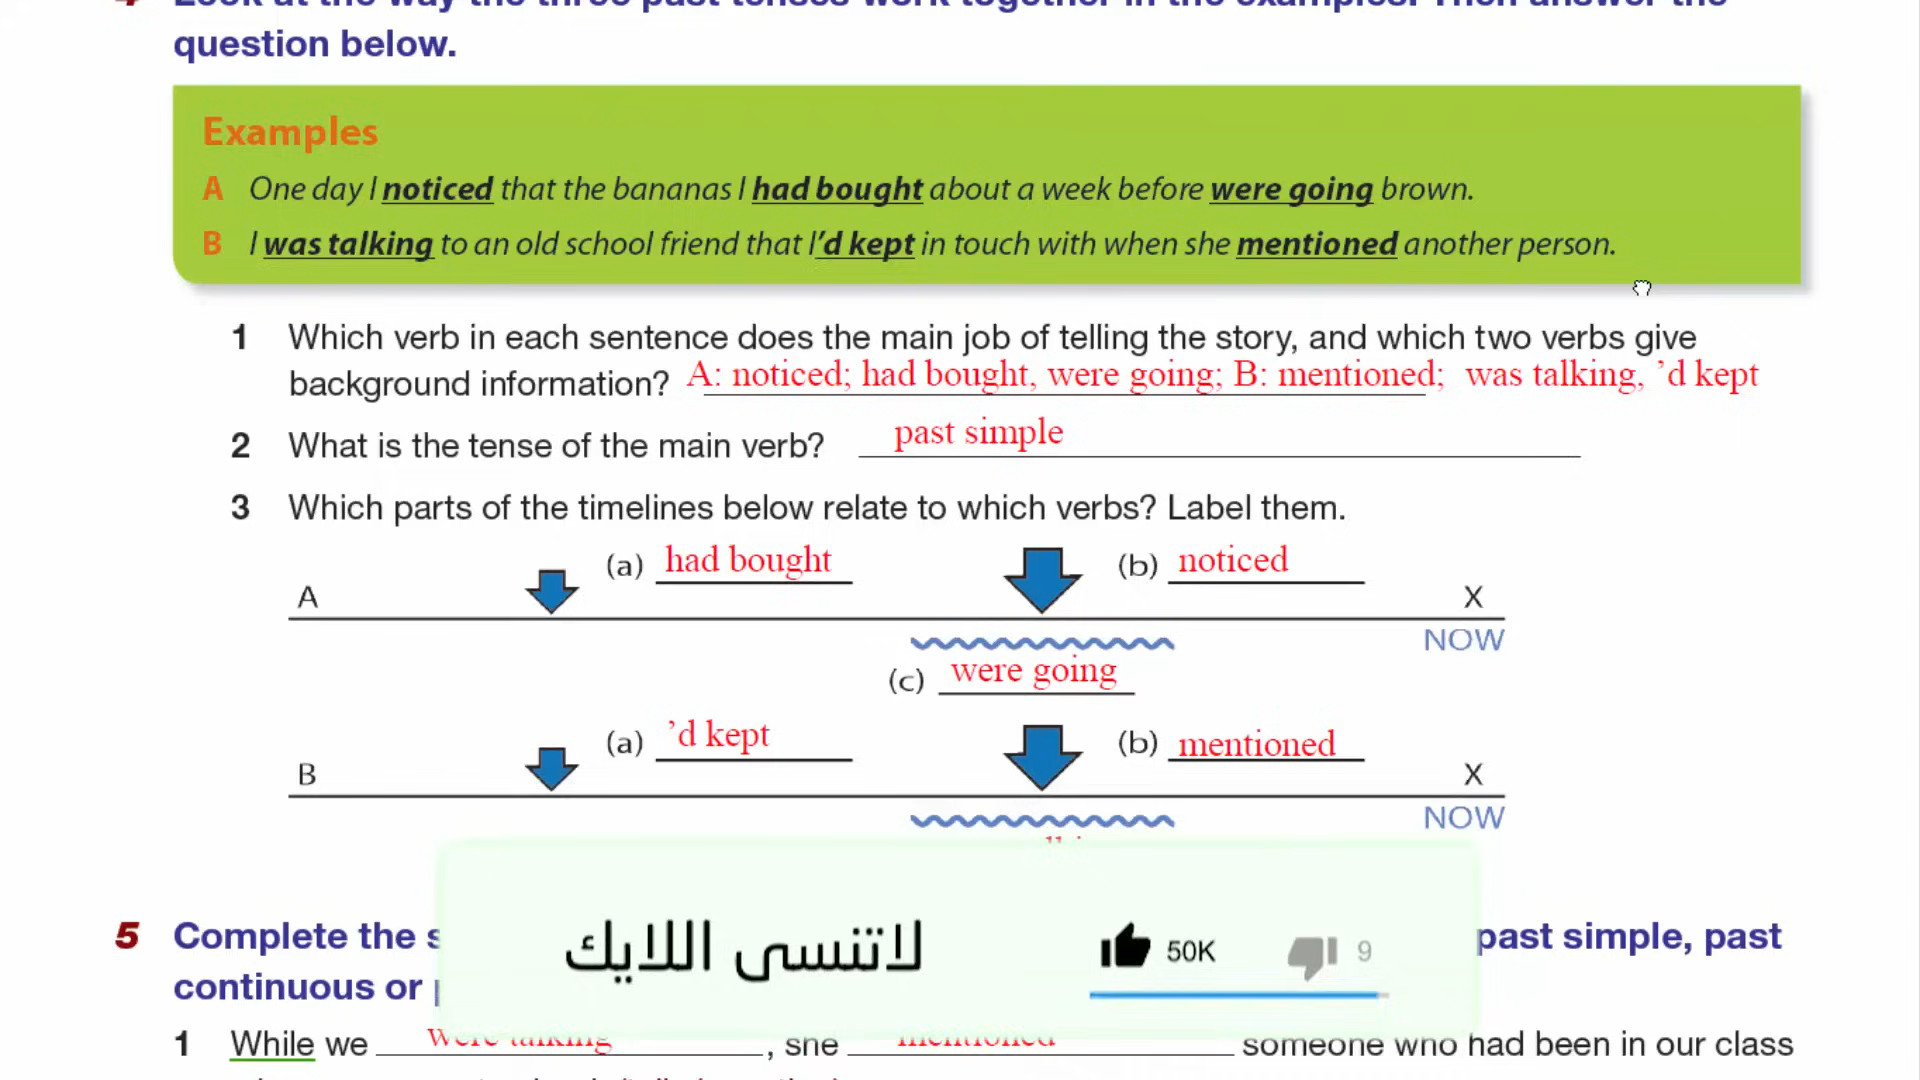 question below.
Examples
A One day I noticed that the bananas I had bought about a week before were going brown.
B I was talking to an old school friend that I'd kept in touch with when she mentioned another person.
1 Which verb in each sentence does the main job of telling the story, and which two verbs give
background information? A: noticed; had bought, were going; B: mentioned; was talking, ’d kept
2 What is the tense of the main verb? past simple
3 Which parts of the timelines below relate to which verbs? Label them.
(a) had bought (b) noticed
A X
NOW
(c) were going
(a) ’d kept (b) mentioned
B X
NOW
5 Complete the past simple, past
continuous or
لاتنسى اللايك 50K 9
1 While we were talking, she mentioned someone who had been in our class